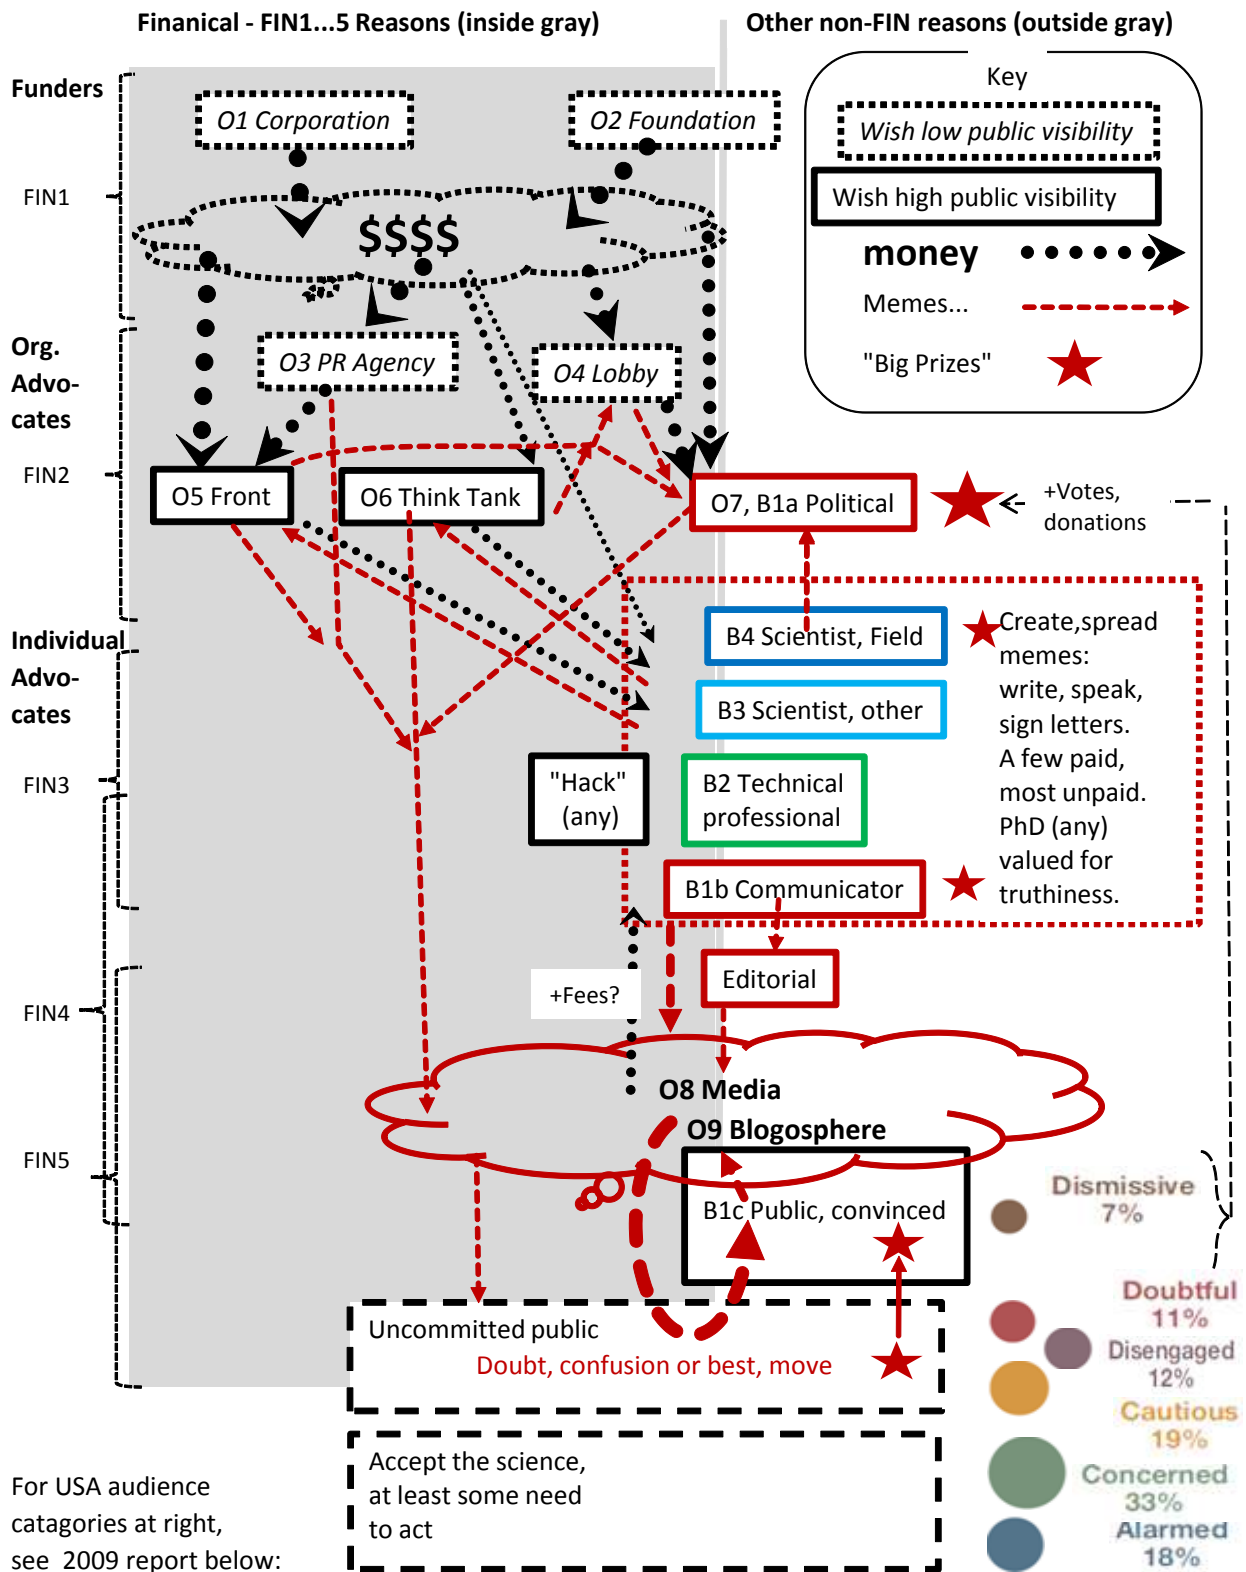 Finanical - FIN1...5 Reasons (inside gray)
Other non-FIN reasons (outside gray)
Funders
O1 Corporation
O2 Foundation
Key
Wish low public visibility
FIN1
Wish high public visibility
$$$$
money
Memes...
"Big Prizes"
Org.
Advo-
cates
O3 PR Agency
O4 Lobby
FIN2
O5 Front
O6 Think Tank
O7, B1a Political
+Votes,
donations
Individual
Advo-
cates
B4 Scientist, Field
Create,spread
memes:
write, speak,
sign letters.
A few paid,
most unpaid.
PhD (any)
valued for
truthiness.
B3 Scientist, other
FIN3
"Hack"
(any)
B2 Technical
professional
B1b Communicator
+Fees?
Editorial
FIN4
O8 Media
O9 Blogosphere
FIN5
B1c Public, convinced
Dismissive
7%
Uncommitted public
Doubt, confusion or best, move
Doubtful
11%
Disengaged
12%
Cautious
19%
Accept the science,
at least some need
to act
Concerned
33%
Alarmed
18%
For USA audience
catagories at right,
see 2009 report below: